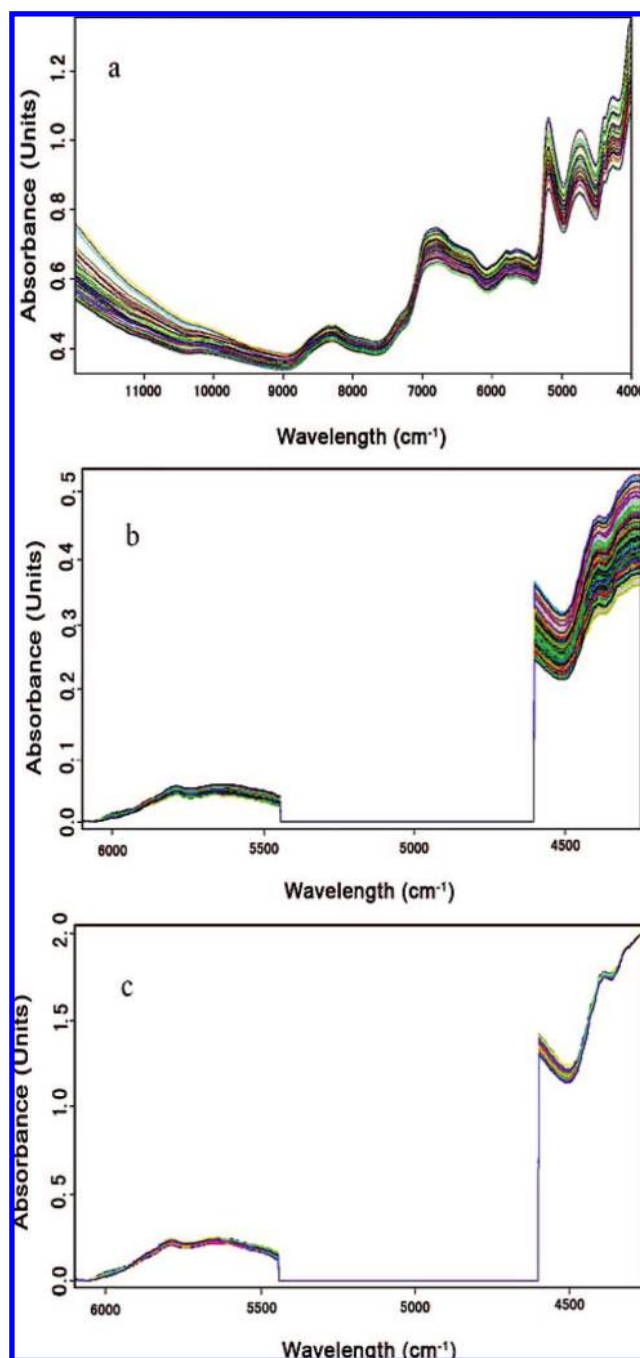 a
Absorbance (Units)
1.2
1.0
0.8
0.6
0.4
11000 10000 9000 8000 7000 6000 5000 4000
Wavelength (cm-1)
b
Absorbance (Units)
0.5
0.4
0.3
0.2
0.1
0.0
6000 5500 5000 4500
Wavelength (cm-1)
c
Absorbance (Units)
2.0
1.5
1.0
0.5
0.0
6000 5500 5000 4500
Wavelength (cm-1)